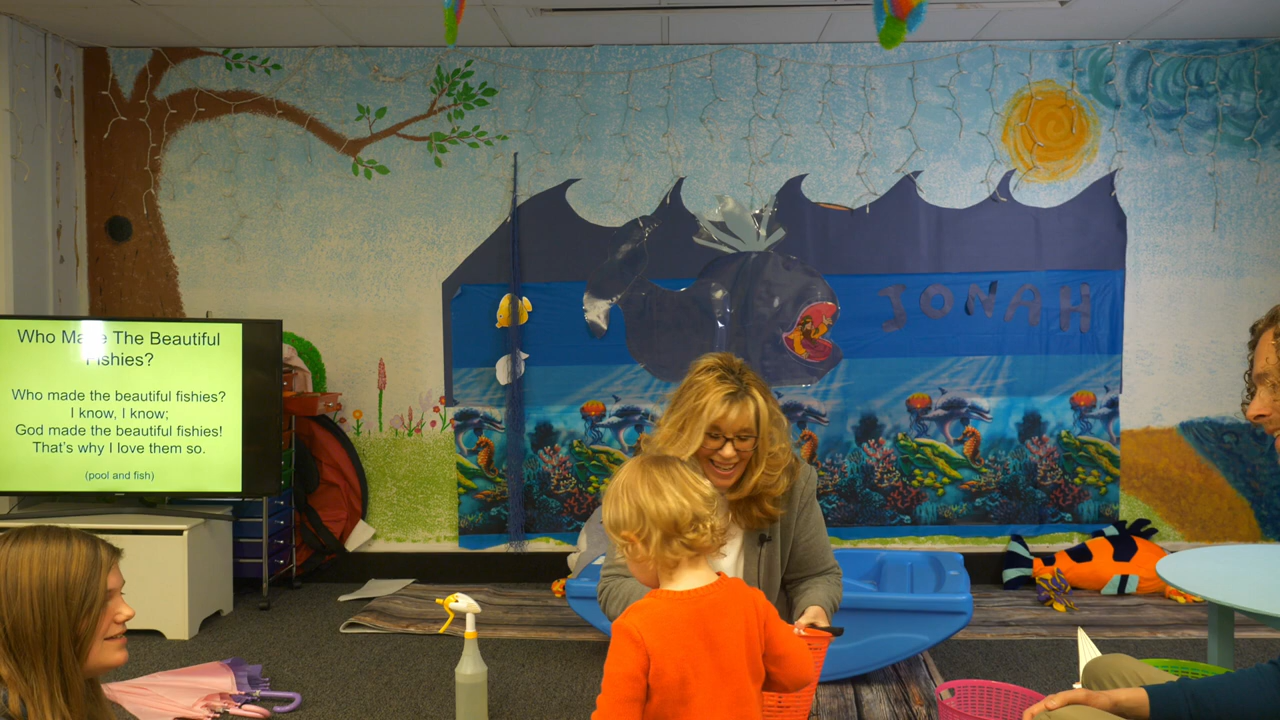 Who Made The Beautiful
Fishies?
Who made the beautiful fishies?
I know, I know;
God made the beautiful fishies!
That's why I love them so.
(pool and fish)
JONAH